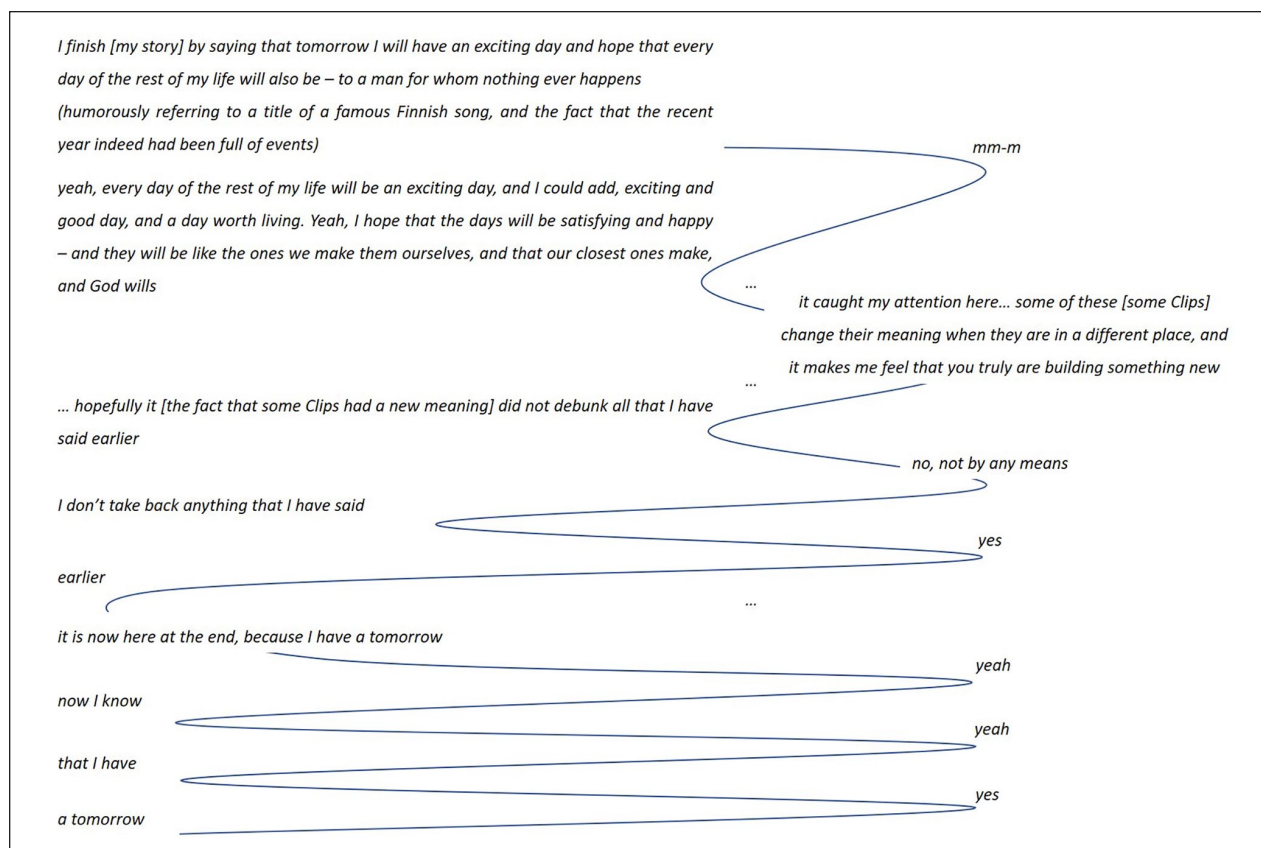 I finish [my story] by saying that tomorrow I will have an exciting day and hope that every
day of the rest of my life will also be – to a man for whom nothing ever happens
(humorously referring to a title of a famous Finnish song, and the fact that the recent
year indeed had been full of events)
mm-m
yeah, every day of the rest of my life will be an exciting day, and I could add, exciting and
good day, and a day worth living. Yeah, I hope that the days will be satisfying and happy
– and they will be like the ones we make them ourselves, and that our closest ones make,
and God wills
...
it caught my attention here... some of these [some Clips]
change their meaning when they are in a different place, and
it makes me feel that you truly are building something new
...
... hopefully it [the fact that some Clips had a new meaning] did not debunk all that I have
said earlier
no, not by any means
I don’t take back anything that I have said
yes
earlier
...
it is now here at the end, because I have a tomorrow
yeah
now I know
yeah
that I have
yes
a tomorrow